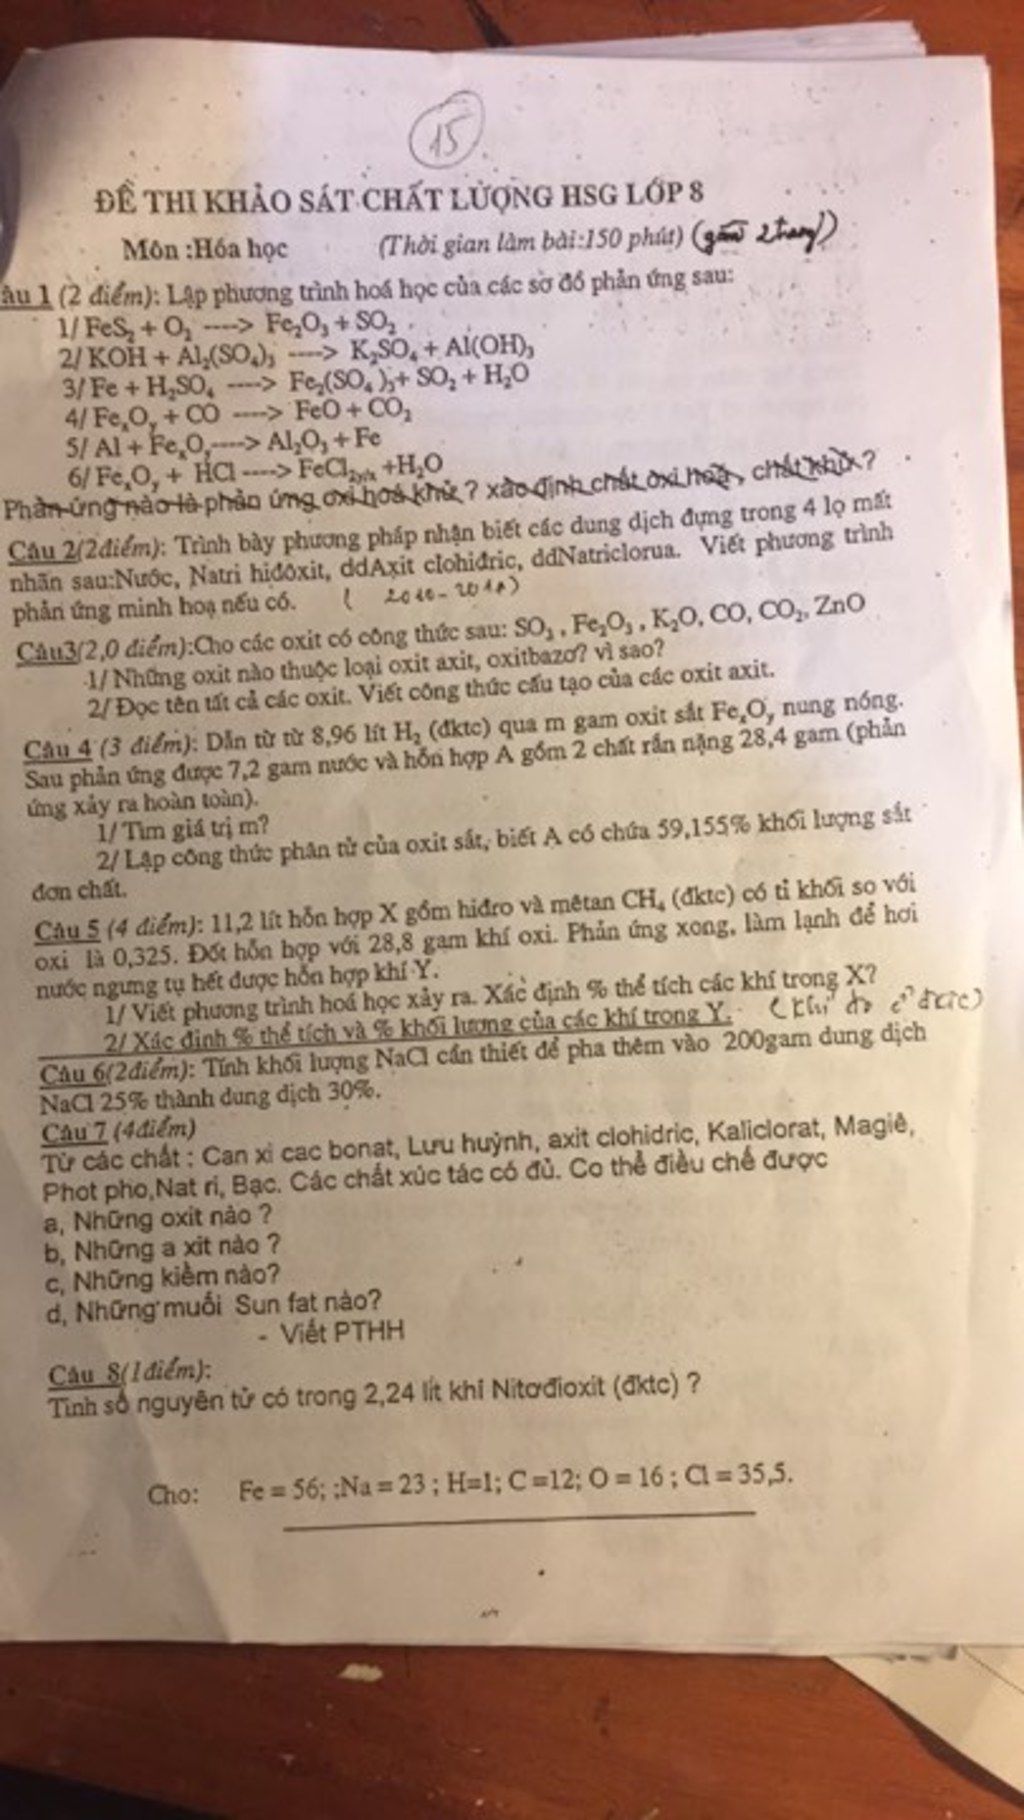 15
ĐỀ THI KHẢO SÁT CHẤT LƯỢNG HSG LỚP 8
Môn :Hóa học (Thời gian làm bài:150 phút) (gồm 2 trang)
âu 1 (2 điểm): Lập phương trình hoá học của các sơ đồ phản ứng sau:
1/ FeS₂ + O₂ ----> Fe₂O₃ + SO₂
2/ KOH + Al₂(SO₄)₃ ----> K₂SO₄ + Al(OH)₃
3/ Fe + H₂SO₄ ----> Fe₂(SO₄)₃+ SO₂ + H₂O
4/ FeₓOᵧ + CO ----> FeO + CO₂
5/ Al + FeₓOᵧ----> Al₂O₃ + Fe
6/ FeₓOᵧ + HCl ----> FeCl₂ᵧ/ₓ +H₂O
Phản ứng nào là phản ứng oxi hoá khử ? xác định chất oxi hoá , chất khử ?
Câu 2(2điểm): Trình bày phương pháp nhận biết các dung dịch đựng trong 4 lọ mất
nhãn sau:Nước, Natri hiđôxit, ddAxit clohiđric, ddNatriclorua. Viết phương trình
phản ứng minh hoạ nếu có.
Câu3(2,0 điểm):Cho các oxit có công thức sau: SO₃ , Fe₂O₃ , K₂O, CO, CO₂, ZnO
1/ Những oxit nào thuộc loại oxit axit, oxitbazơ? vì sao?
2/ Đọc tên tất cả các oxit. Viết công thức cấu tạo của các oxit axit.
Câu 4 (3 điểm): Dẫn từ từ 8,96 lít H₂ (đktc) qua m gam oxit sắt FeₓOᵧ nung nóng.
Sau phản ứng được 7,2 gam nước và hỗn hợp A gồm 2 chất rắn nặng 28,4 gam (phản
ứng xảy ra hoàn toàn).
1/ Tìm giá trị m?
2/ Lập công thức phân tử của oxit sắt, biết A có chứa 59,155% khối lượng sắt
đơn chất.
Câu 5 (4 điểm): 11,2 lít hỗn hợp X gồm hiđro và mêtan CH₄ (đktc) có tỉ khối so với
oxi là 0,325. Đốt hỗn hợp với 28,8 gam khí oxi. Phản ứng xong, làm lạnh để hơi
nước ngưng tụ hết được hỗn hợp khí Y.
1/ Viết phương trình hoá học xảy ra. Xác định % thể tích các khí trong X?
2/ Xác định % thể tích và % khối lượng của các khí trong Y. (khí đo ở đktc)
Câu 6(2điểm): Tính khối lượng NaCl cần thiết để pha thêm vào 200gam dung dịch
NaCl 25% thành dung dịch 30%.
Câu 7 (4điểm)
Từ các chất : Can xi cac bonat, Lưu huỳnh, axit clohidric, Kaliclorat, Magiê,
Phot pho,Nat ri, Bạc. Các chất xúc tác có đủ. Co thể điều chế được
a, Những oxit nào ?
b, Những a xit nào ?
c, Những kiềm nào?
d, Những muối Sun fat nào?
- Viết PTHH
Câu 8(1điểm):
Tinh số nguyên tử có trong 2,24 lít khí Nitơđioxit (đktc) ?
Cho: Fe = 56; ;Na = 23 ; H=1; C =12; O = 16 ; Cl = 35,5.